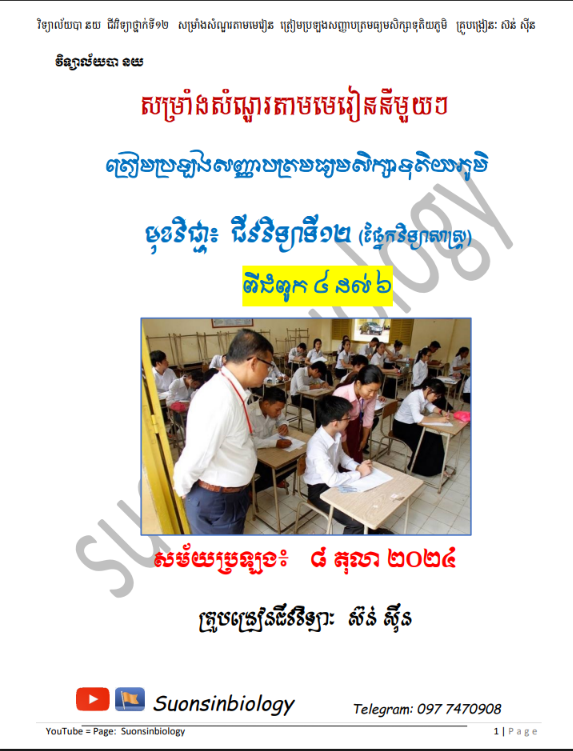 វិទ្យាល័យបា នយ ជីវវិទ្យាថ្នាក់ទី១២ សម្រាំងសំណួរតាមមេរៀន ត្រៀមប្រឡងសញ្ញាបត្រមធ្យមសិក្សាទុតិយភូមិ គ្រូបង្រៀនៈ ស៊ន់ ស៊ីន
វិទ្យាល័យបា នយ
សម្រាំងសំណួរតាមមេរៀននីមួយៗ
ត្រៀមប្រឡងសញ្ញាបត្រមធ្យមសិក្សាទុតិយភូមិ
មុខវិជ្ជា៖ ជីវវិទ្យាទី១២ (ផ្នែកវិទ្យាសាស្ត្រ)
ពីជំពូក ៤ ដល់ ៦
suonsinbiology
សម័យប្រឡង៖ ៨ តុលា ២០២៤
គ្រូបង្រៀនជីវវិទ្យាៈ ស៊ន់ ស៊ីន
Suonsinbiology
Telegram: 097 7470908
YouTube = Page: Suonsinbiology 1 | Page